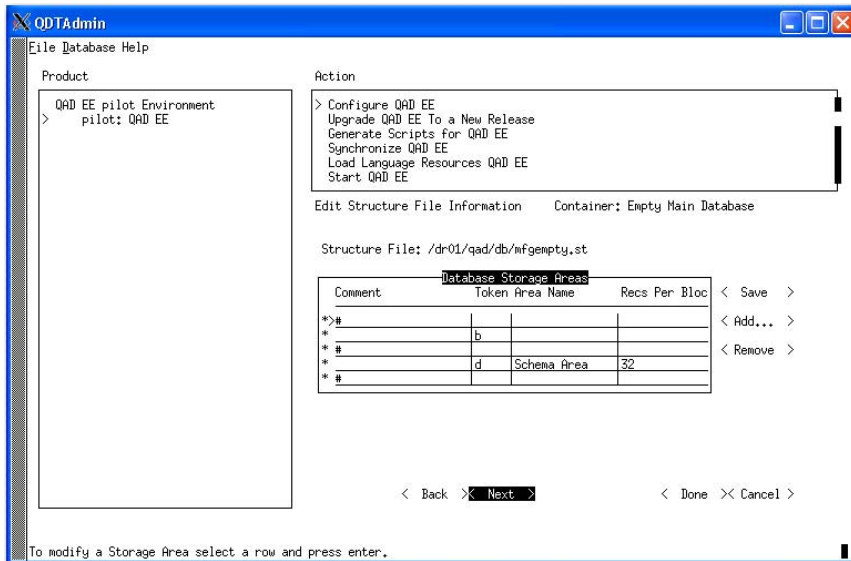 QDTAdmin
File Database Help
Product
Action
QAD EE pilot Environment
> pilot: QAD EE
> Configure QAD EE
Upgrade QAD EE To a New Release
Generate Scripts for QAD EE
Synchronize QAD EE
Load Language Resources QAD EE
Start QAD EE
Edit Structure File Information Container: Empty Main Database
Structure File: /dr01/qad/db/mfgempty.st
Database Storage Areas
Comment Token Area Name Recs Per Bloc
*>#
* b
* #
* d Schema Area 32
* #
< Save >
< Add... >
< Remove >
< Back >< Next > < Done >< Cancel >
To modify a Storage Area select a row and press enter.